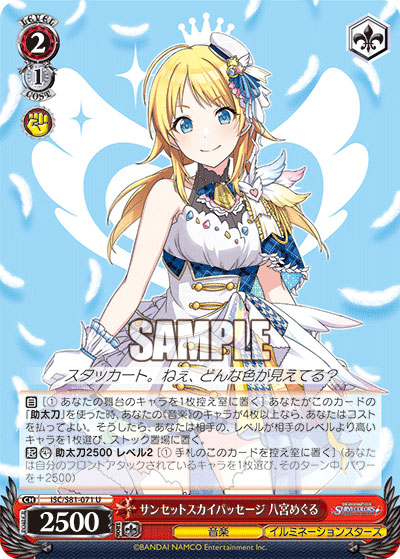 LEVEL
2
1
COST
SAMPLE
スタッカート。ねぇ、どんな色が見えてる?
自 [① あなたの舞台のキャラを1枚控え室に置く] あなたがこのカードの
『助太刀』を使った時、あなたの《音楽》のキャラが4枚以上なら、あなたはコスト
を払ってよい。そうしたら、あなたは相手の、レベルが相手のレベルより高いキャ
ラを1枚選び、ストック置場に置く。
起 助太刀2500 レベル2 [① 手札のこのカードを控え室に置く] (あなた
は自分のフロントアタックされているキャラを1枚選び、そのターン中、パワー
を+2500)
CH ISC/S81-071 U
2500
サンセットスカイパッセージ 八宮めぐる
THE IDOLM@STER SHINY COLORS
音楽
イルミネーションスターズ
©BANDAI NAMCO Entertainment Inc.